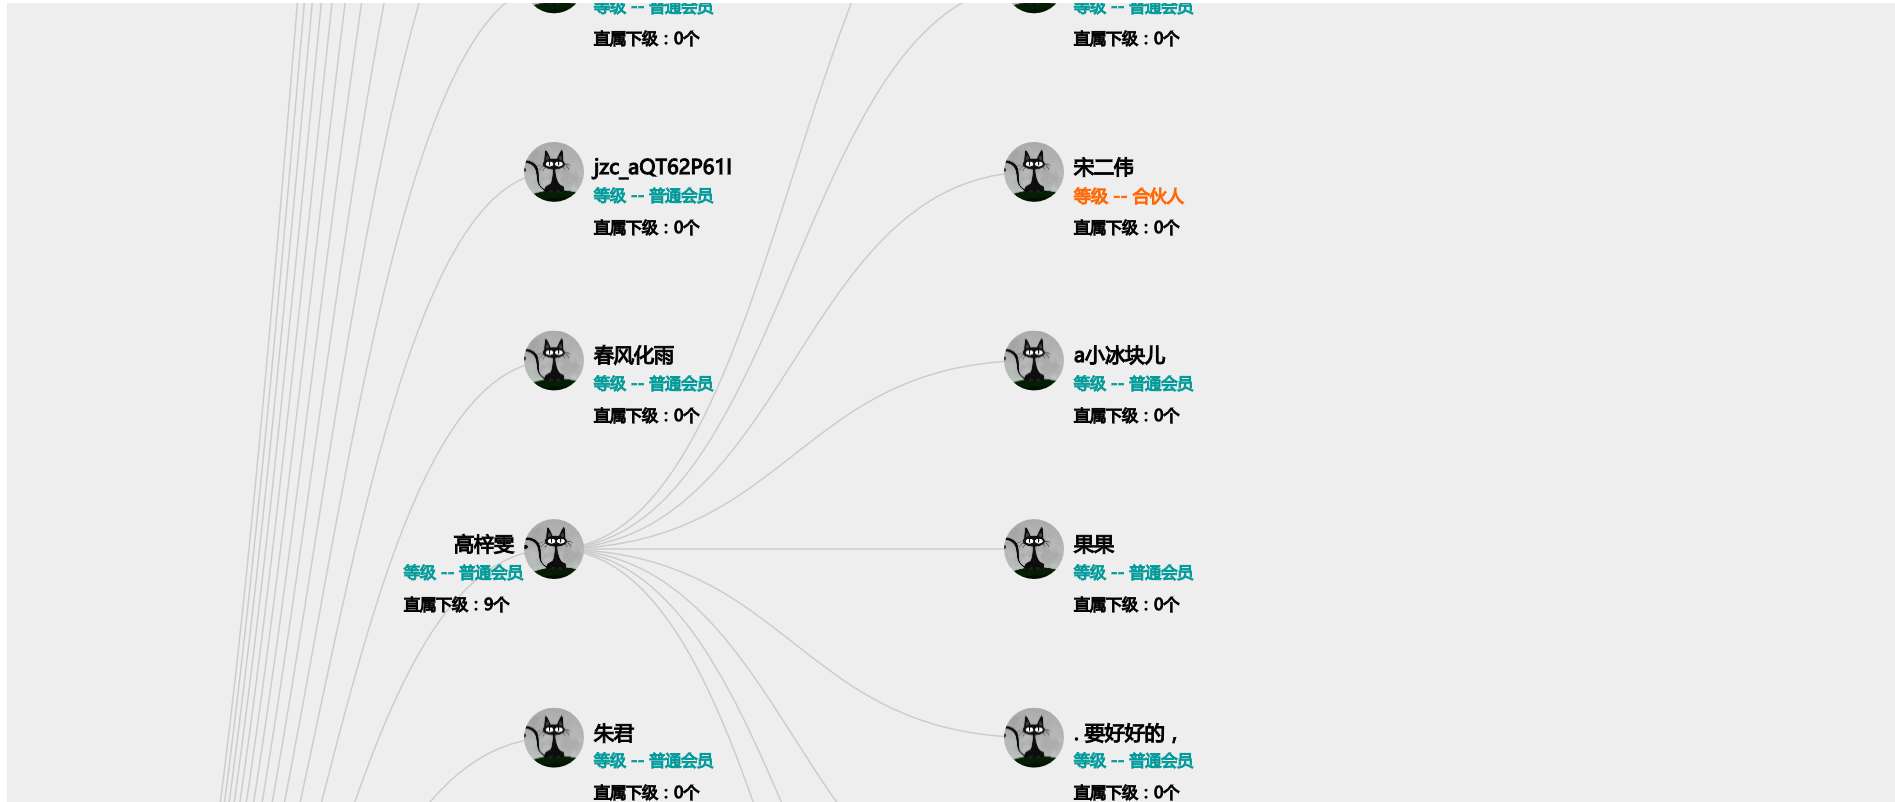 等级 -- 普通会员
直属下级：0个
等级 -- 普通会员
直属下级：0个
jzc_aQT62P61I
等级 -- 普通会员
直属下级：0个
宋二伟
等级 -- 合伙人
直属下级：0个
春风化雨
等级 -- 普通会员
直属下级：0个
a小冰块儿
等级 -- 普通会员
直属下级：0个
高梓雯
等级 -- 普通会员
直属下级：9个
果果
等级 -- 普通会员
直属下级：0个
朱君
等级 -- 普通会员
直属下级：0个
. 要好好的，
等级 -- 普通会员
直属下级：0个